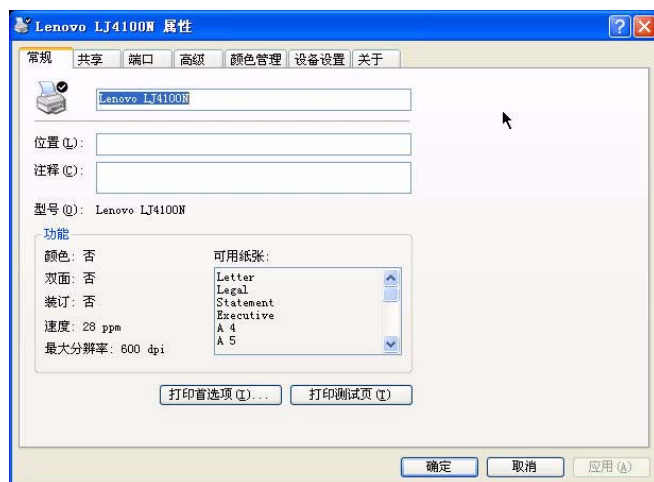 Lenovo LJ4100N 属性
常规 共享 端口 高级 颜色管理 设备设置 关于
Lenovo LJ4100N
位置(L):
注释(C):
型号(O): Lenovo LJ4100N
功能
颜色: 否
双面: 否
装订: 否
速度: 28 ppm
最大分辨率: 600 dpi
可用纸张:
Letter
Legal
Statement
Executive
A 4
A 5
打印首选项(I)... 打印测试页(T)
确定 取消 应用(A)